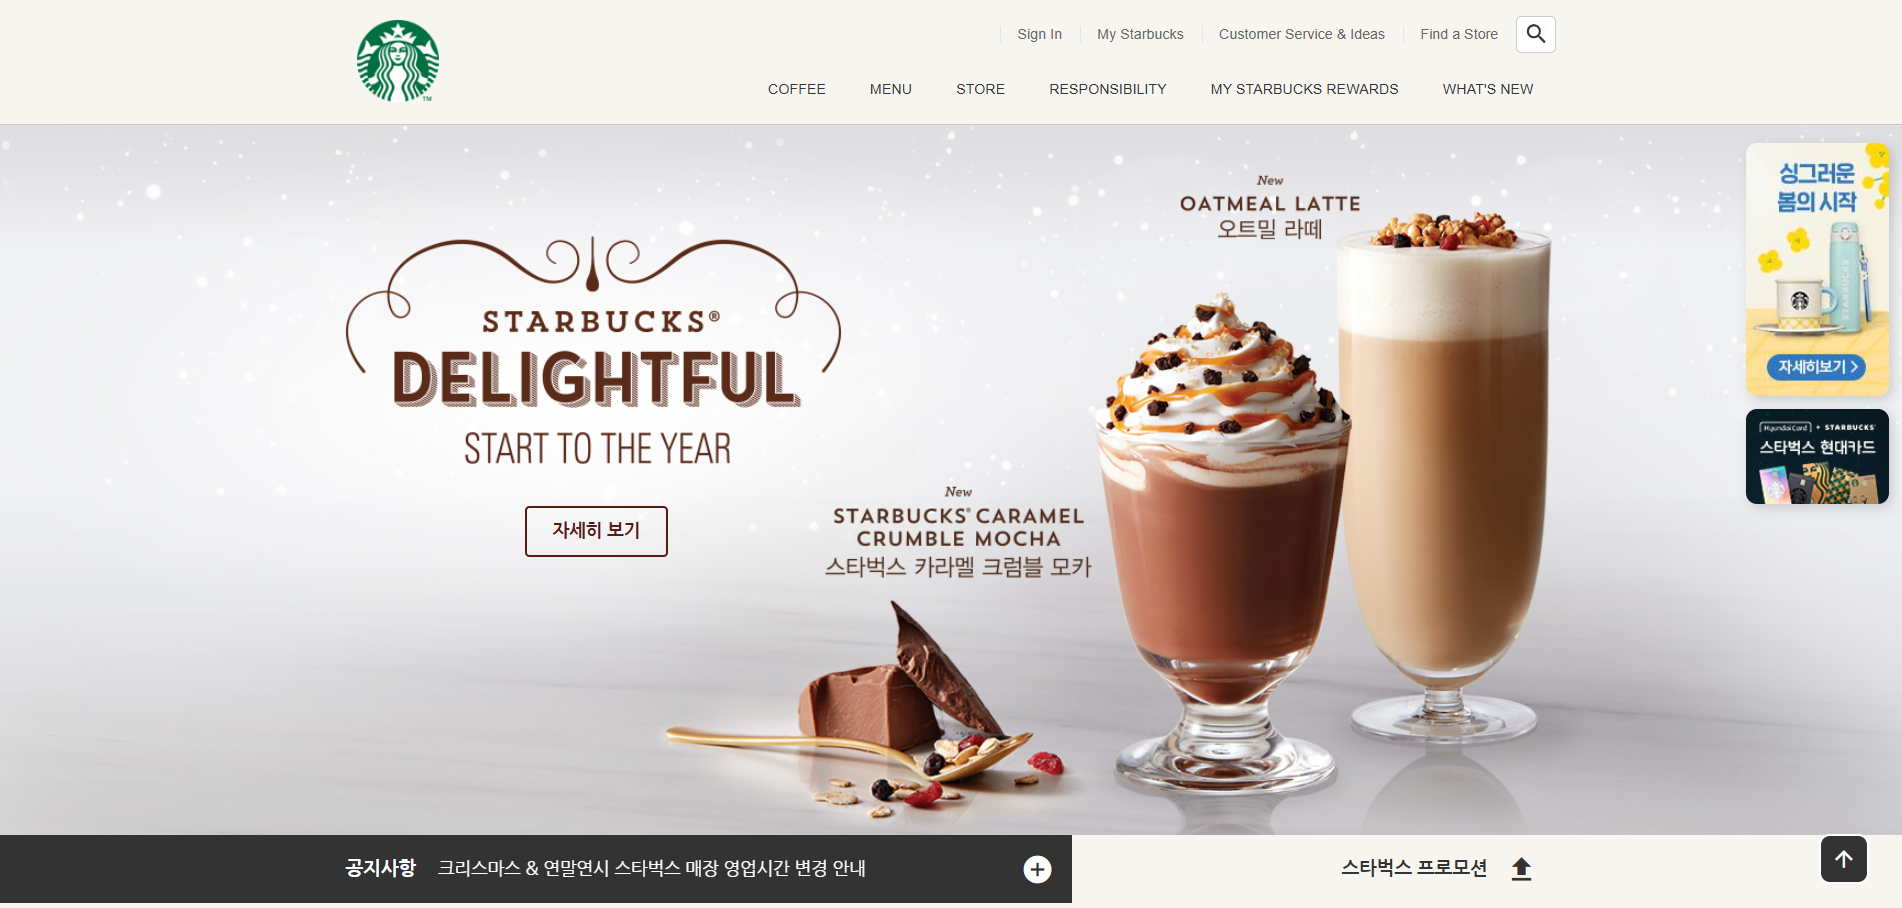 Sign In
My Starbucks
Customer Service & Ideas
Find a Store
COFFEE
MENU
STORE
RESPONSIBILITY
MY STARBUCKS REWARDS
WHAT'S NEW
TM
STARBUCKS®
DELIGHTFUL
START TO THE YEAR
자세히 보기
New
OATMEAL LATTE
오트밀 라떼
New
STARBUCKS® CARAMEL
CRUMBLE MOCHA
스타벅스 카라멜 크럼블 모카
싱그러운
봄의 시작
STARBUCKS
자세히보기
HyundaiCard + STARBUCKS®
스타벅스 현대카드
공지사항
크리스마스 & 연말연시 스타벅스 매장 영업시간 변경 안내
스타벅스 프로모션